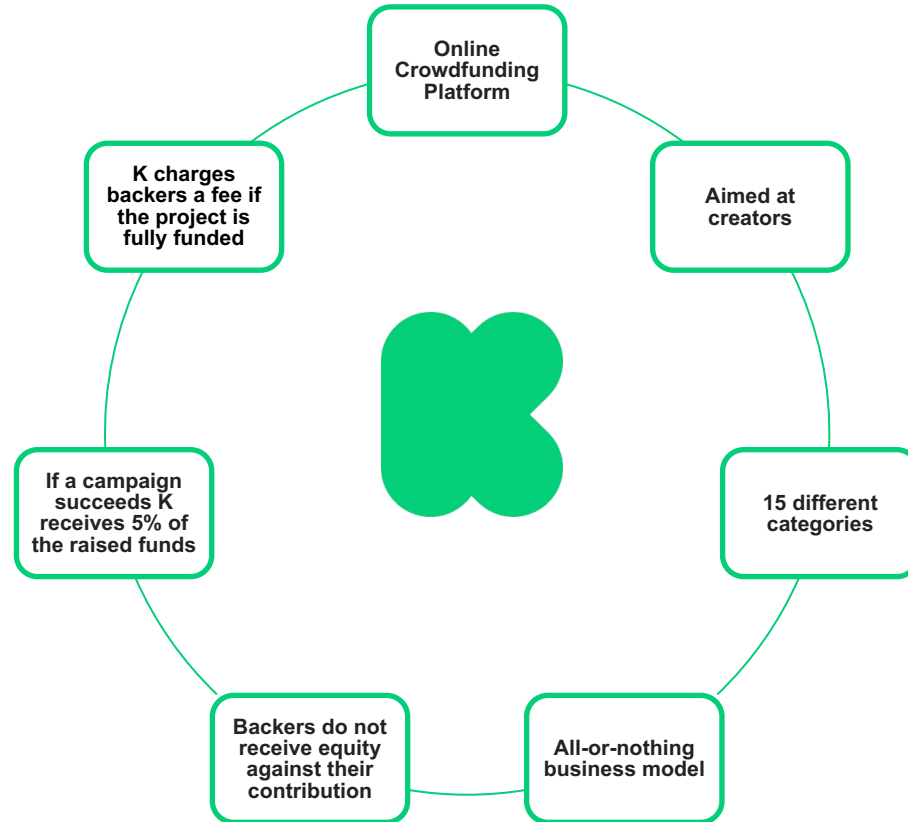 Online
Crowdfunding
Platform
Aimed at
creators
15 different
categories
All-or-nothing
business model
Backers do not
receive equity
against their
contribution
If a campaign
succeeds K
receives 5% of
the raised funds
K charges
backers a fee if
the project is
fully funded
K